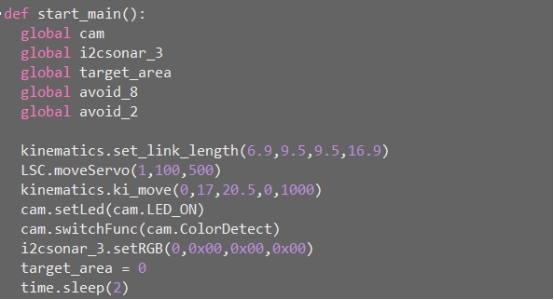 def start_main():
global cam
global i2csonar_3
global target_area
global avoid_8
global avoid_2
kinematics.set_link_length(6.9,9.5,9.5,16.9)
LSC.moveServo(1,100,500)
kinematics.ki_move(0,17,20.5,0,1000)
cam.setLed(cam.LED_ON)
cam.switchFunc(cam.ColorDetect)
i2csonar_3.setRGB(0,0x00,0x00,0x00)
target_area = 0
time.sleep(2)